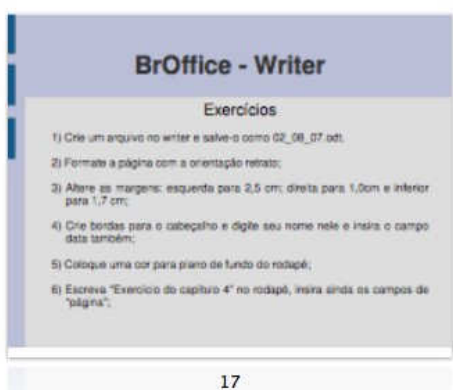 BrOffice - Writer
Exercícios
1) Crie um arquivo no writer e salve-o como 02_08_07.odt.
2) Formate a página com a orientação retrato;
3) Altere as margens: esquerda para 2,5 cm; direita para 1,0cm e inferior
para 1,7 cm;
4) Crie bordas para o cabeçalho e digite seu nome nele e insira o campo
data também;
5) Coloque uma cor para plano de fundo do rodapé;
6) Escreva "Exercício do capítulo 4" no rodapé, insira ainda os campos de
"página";
17